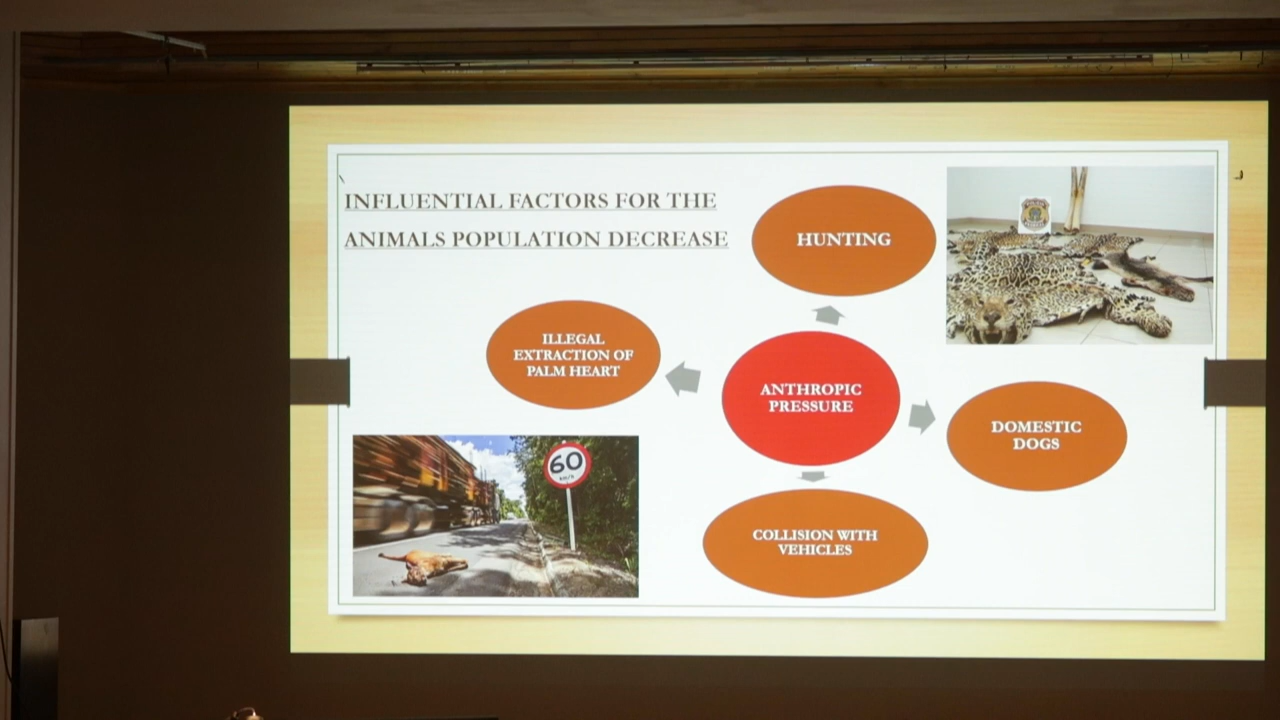 INFLUENTIAL FACTORS FOR THE
ANIMALS POPULATION DECREASE
HUNTING
ILLEGAL
EXTRACTION OF
PALM HEART
ANTHROPIC
PRESSURE
DOMESTIC
DOGS
60
km/h
COLLISION WITH
VEHICLES